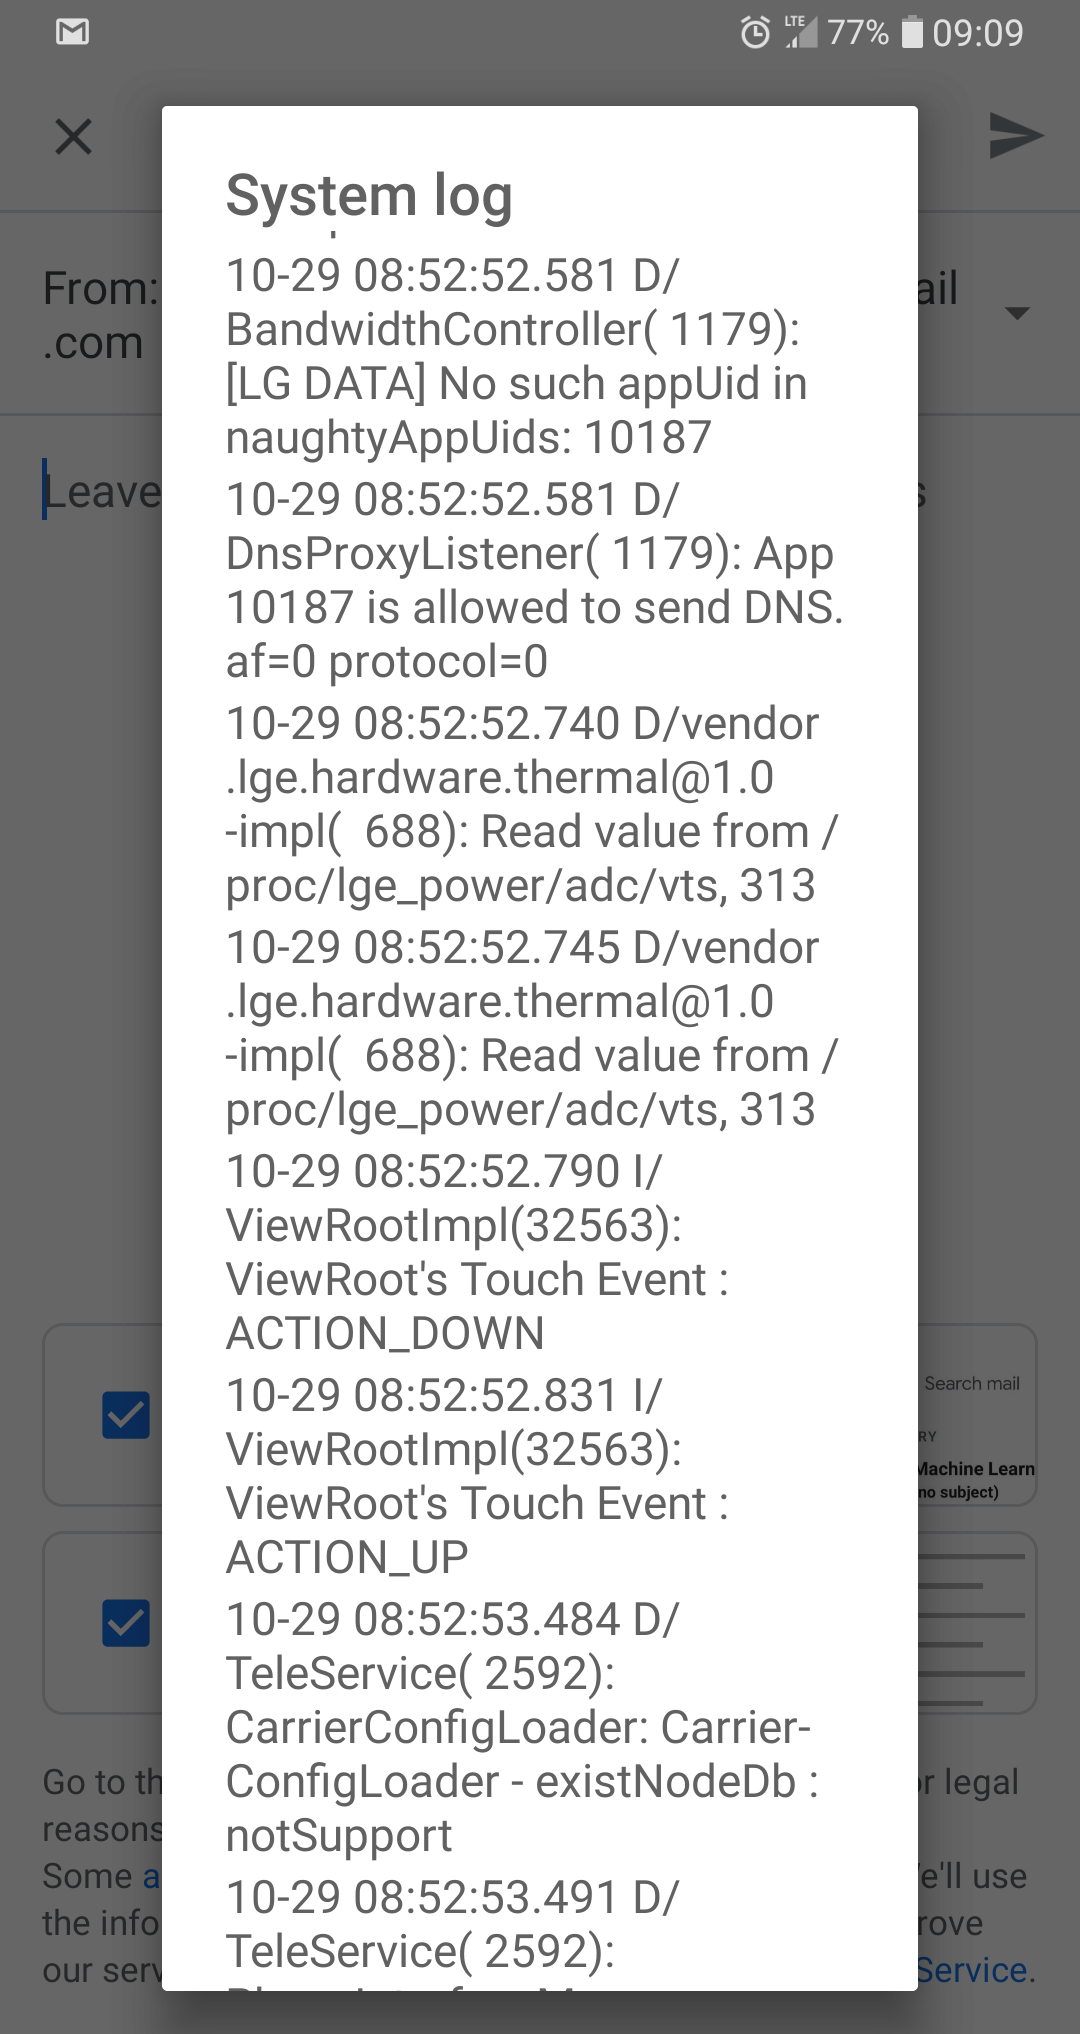 LTE 77% 09:09
System log
From: ail
.com
10-29 08:52:52.581 D/
BandwidthController( 1179):
[LG DATA] No such appUid in
naughtyAppUids: 10187
Leave s
10-29 08:52:52.581 D/
DnsProxyListener( 1179): App
10187 is allowed to send DNS.
af=0 protocol=0
10-29 08:52:52.740 D/vendor
.lge.hardware.thermal@1.0
-impl(  688): Read value from /
proc/lge_power/adc/vts, 313
10-29 08:52:52.745 D/vendor
.lge.hardware.thermal@1.0
-impl(  688): Read value from /
proc/lge_power/adc/vts, 313
10-29 08:52:52.790 I/
ViewRootImpl(32563):
ViewRoot's Touch Event :
ACTION_DOWN
10-29 08:52:52.831 I/
ViewRootImpl(32563):
ViewRoot's Touch Event :
ACTION_UP
10-29 08:52:53.484 D/
TeleService( 2592):
CarrierConfigLoader: Carrier-
ConfigLoader - existNodeDb :
notSupport
10-29 08:52:53.491 D/
TeleService( 2592):
Search mail
RY
Machine Learn
no subject)
Go to th r legal
reasons
Some a e'll use
the info rove
our serv Service.